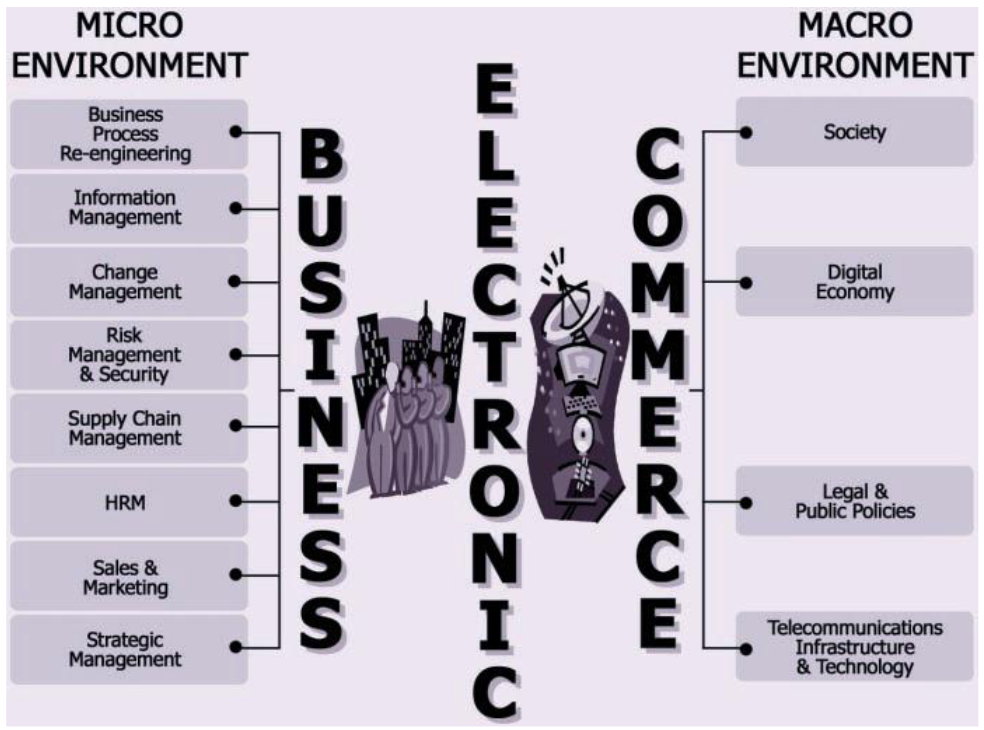 MICRO
ENVIRONMENT
Business
Process
Re-engineering
Information
Management
Change
Management
Risk
Management
& Security
Supply Chain
Management
HRM
Sales &
Marketing
Strategic
Management
BUSINESS
ELECTRONIC
COMMERCE
MACRO
ENVIRONMENT
Society
Digital
Economy
Legal &
Public Policies
Telecommunications
Infrastructure
& Technology